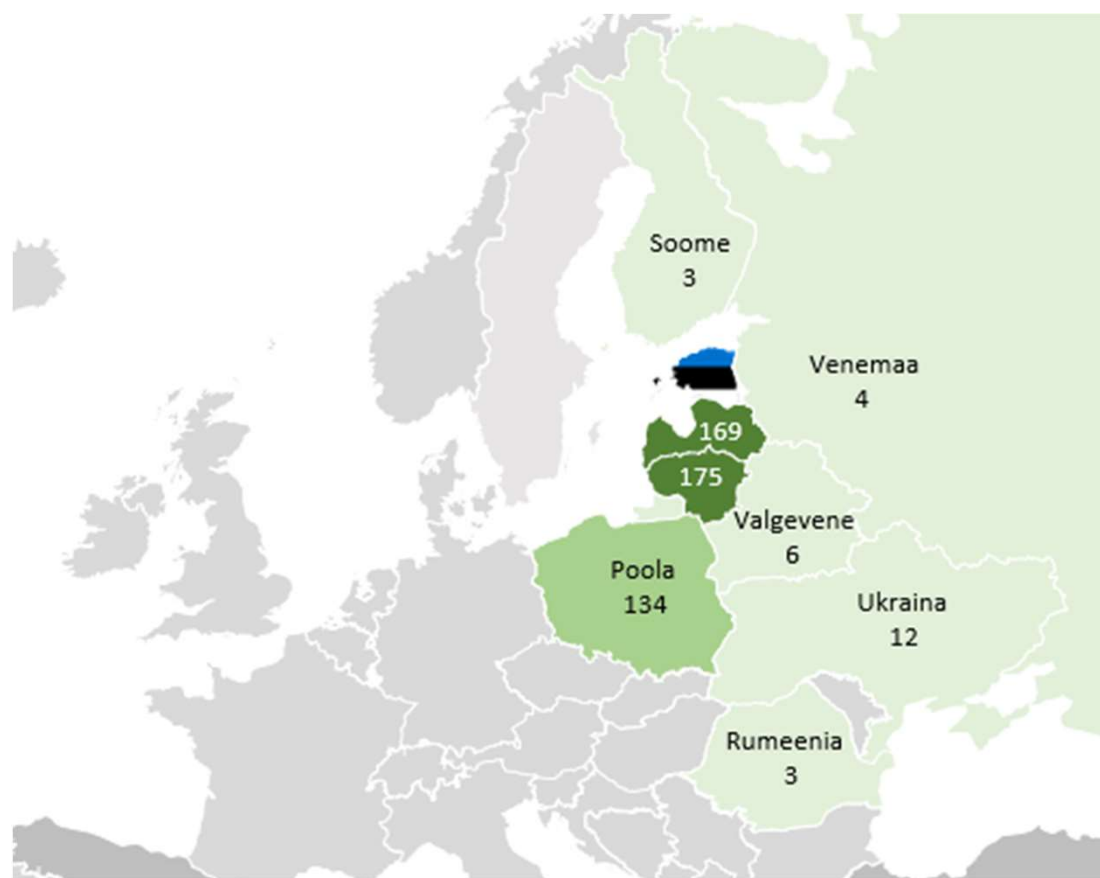 Soome
3
Venemaa
4
169
175
Valgevene
6
Poola
134
Ukraina
12
Rumeenia
3